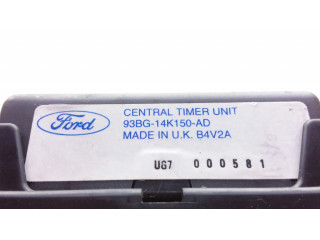 Ford
CENTRAL TIMER UNIT
93BG-14K150-AD
MADE IN U.K. B4V2A
UG7 000581